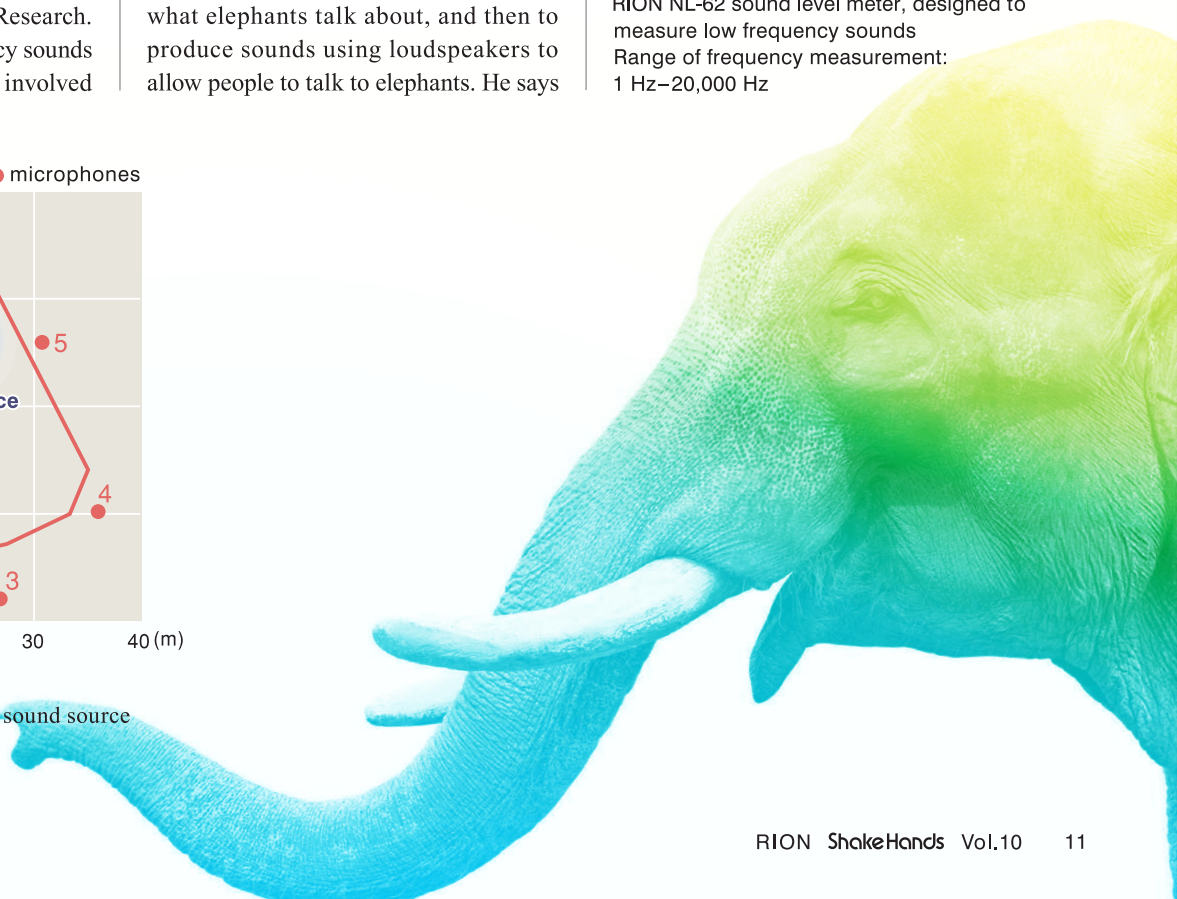 Research.
cy sounds
involved
what elephants talk about, and then to
produce sounds using loudspeakers to
allow people to talk to elephants. He says
RION NL-62 sound level meter, designed to
measure low frequency sounds
Range of frequency measurement:
1 Hz–20,000 Hz
microphones
5
ce
4
3
30
40 (m)
sound source
RION ShakeHands Vol.10 11